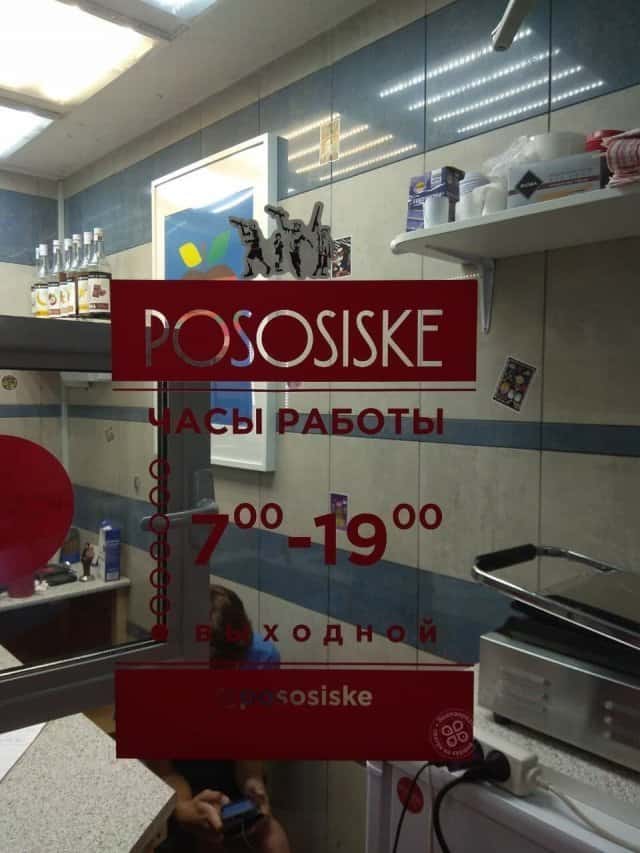 POSOSISKE
ЧАСЫ РАБОТЫ
7⁰⁰-19⁰⁰
ВЫХОДНОЙ
@pososiske